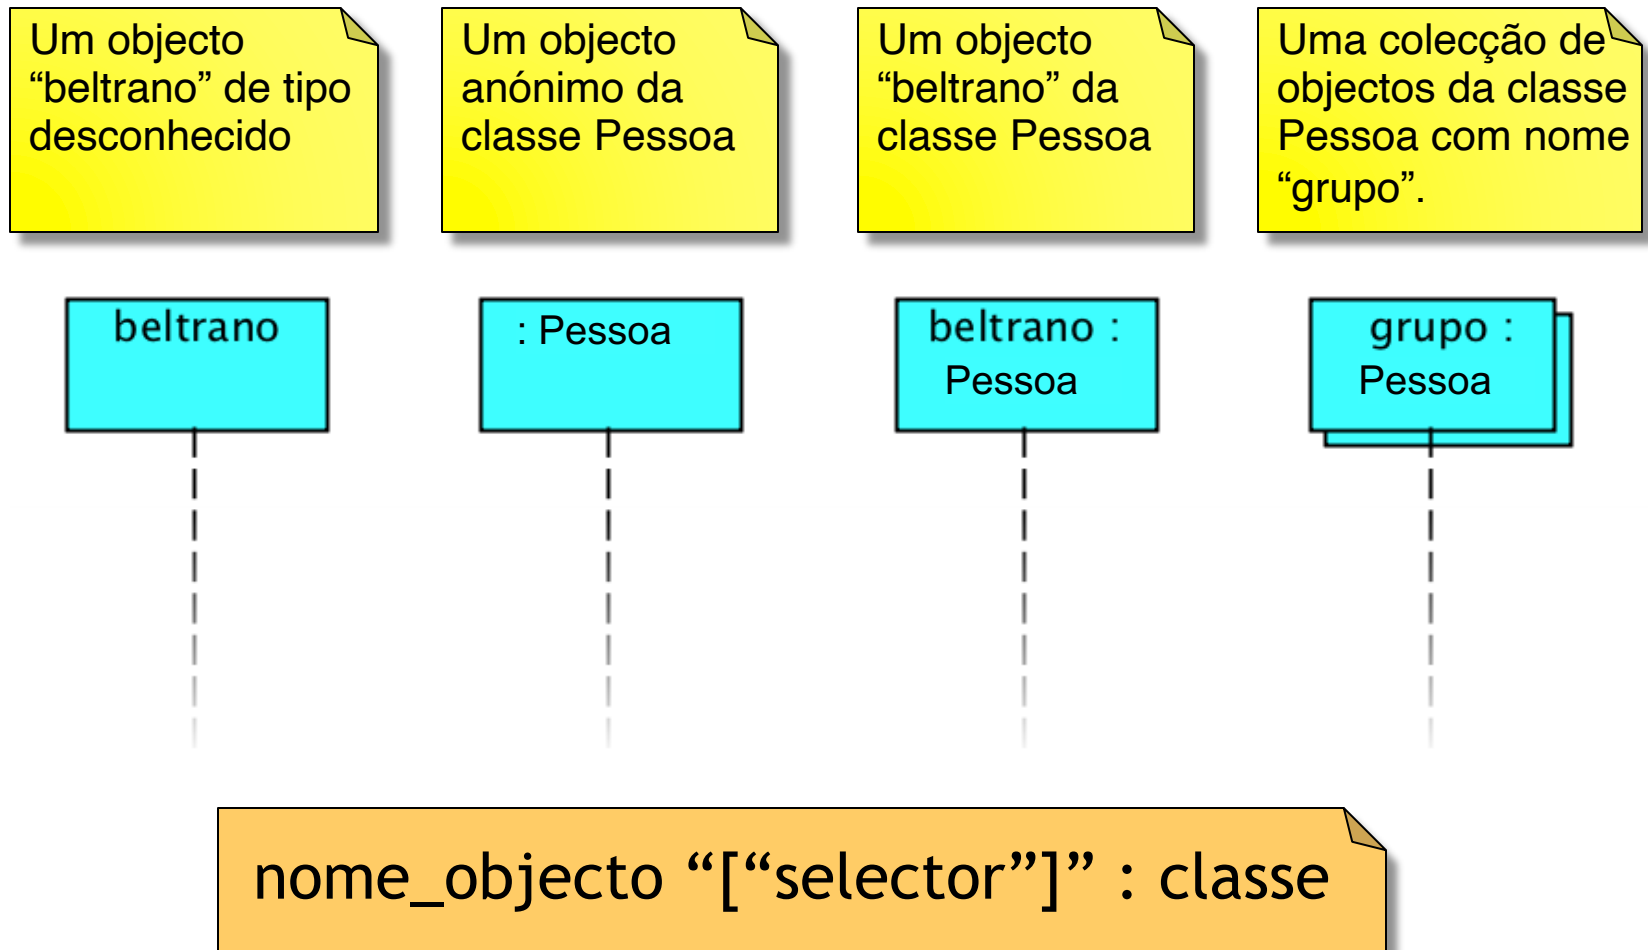 Um objecto
“beltrano” de tipo
desconhecido
Um objecto
anónimo da
classe Pessoa
Um objecto
“beltrano” da
classe Pessoa
Uma colecção de
objectos da classe
Pessoa com nome
“grupo”.
beltrano
: Pessoa
beltrano :
Pessoa
grupo :
Pessoa
nome_objecto “[“selector”]” : classe